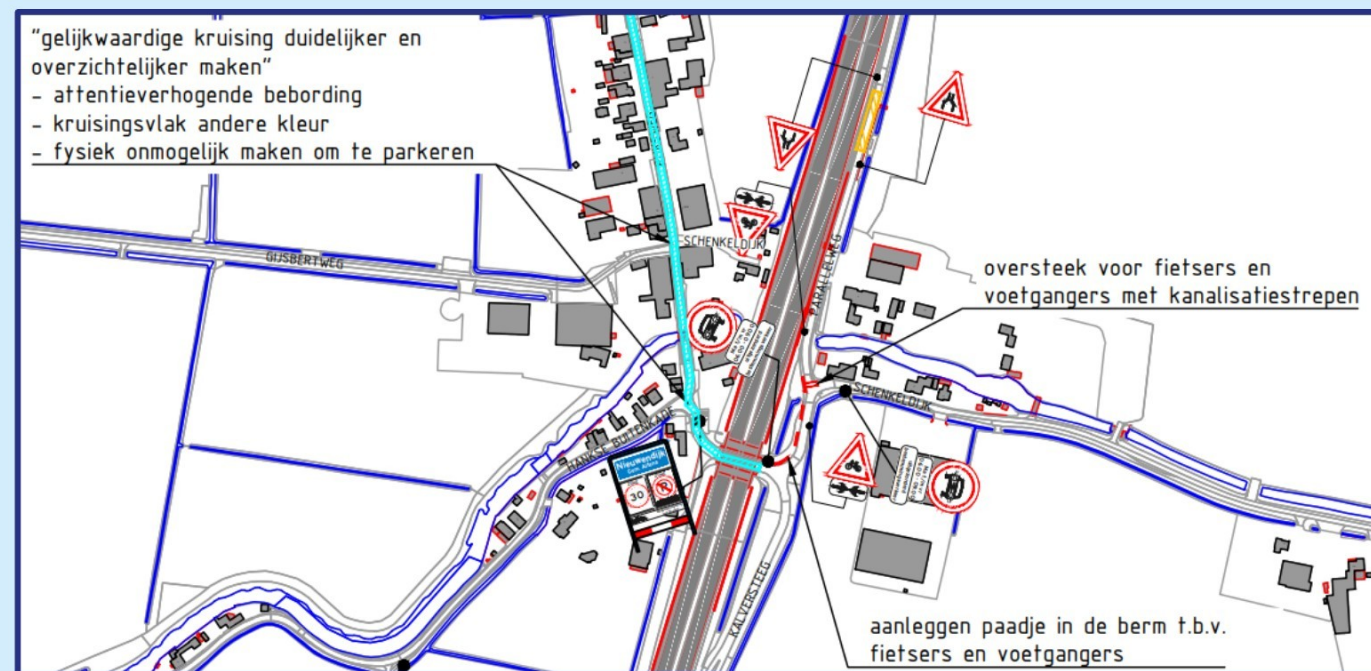 "gelijkwaardige kruising duidelijker en
overzichtelijker maken"
- attentieverhogende bebording
- kruisingsvlak andere kleur
- fysiek onmogelijk maken om te parkeren
SCHENKELDIJK
GIJSBERTWEG
PARALLELWEG
oversteek voor fietsers en
voetgangers met kanalisatiestrepen
SCHENKELDIJK
HANKSE BUITENKADE
Nieuwendijk
30
KALVERSTEEG
aanleggen paadje in de berm t.b.v.
fietsers en voetgangers